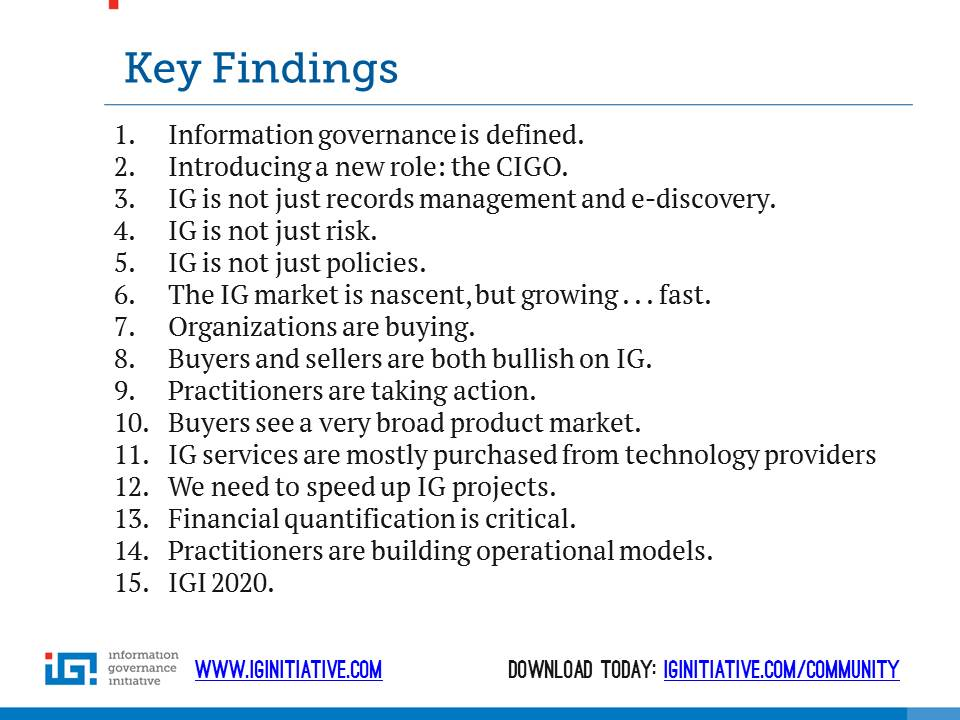 Key Findings
1. Information governance is defined.
2. Introducing a new role: the CIGO.
3. IG is not just records management and e-discovery.
4. IG is not just risk.
5. IG is not just policies.
6. The IG market is nascent, but growing . . . fast.
7. Organizations are buying.
8. Buyers and sellers are both bullish on IG.
9. Practitioners are taking action.
10. Buyers see a very broad product market.
11. IG services are mostly purchased from technology providers
12. We need to speed up IG projects.
13. Financial quantification is critical.
14. Practitioners are building operational models.
15. IGI 2020.
iG!
information
governance
initiative
WWW.IGINITIATIVE.COM
DOWNLOAD TODAY: IGINITIATIVE.COM/COMMUNITY